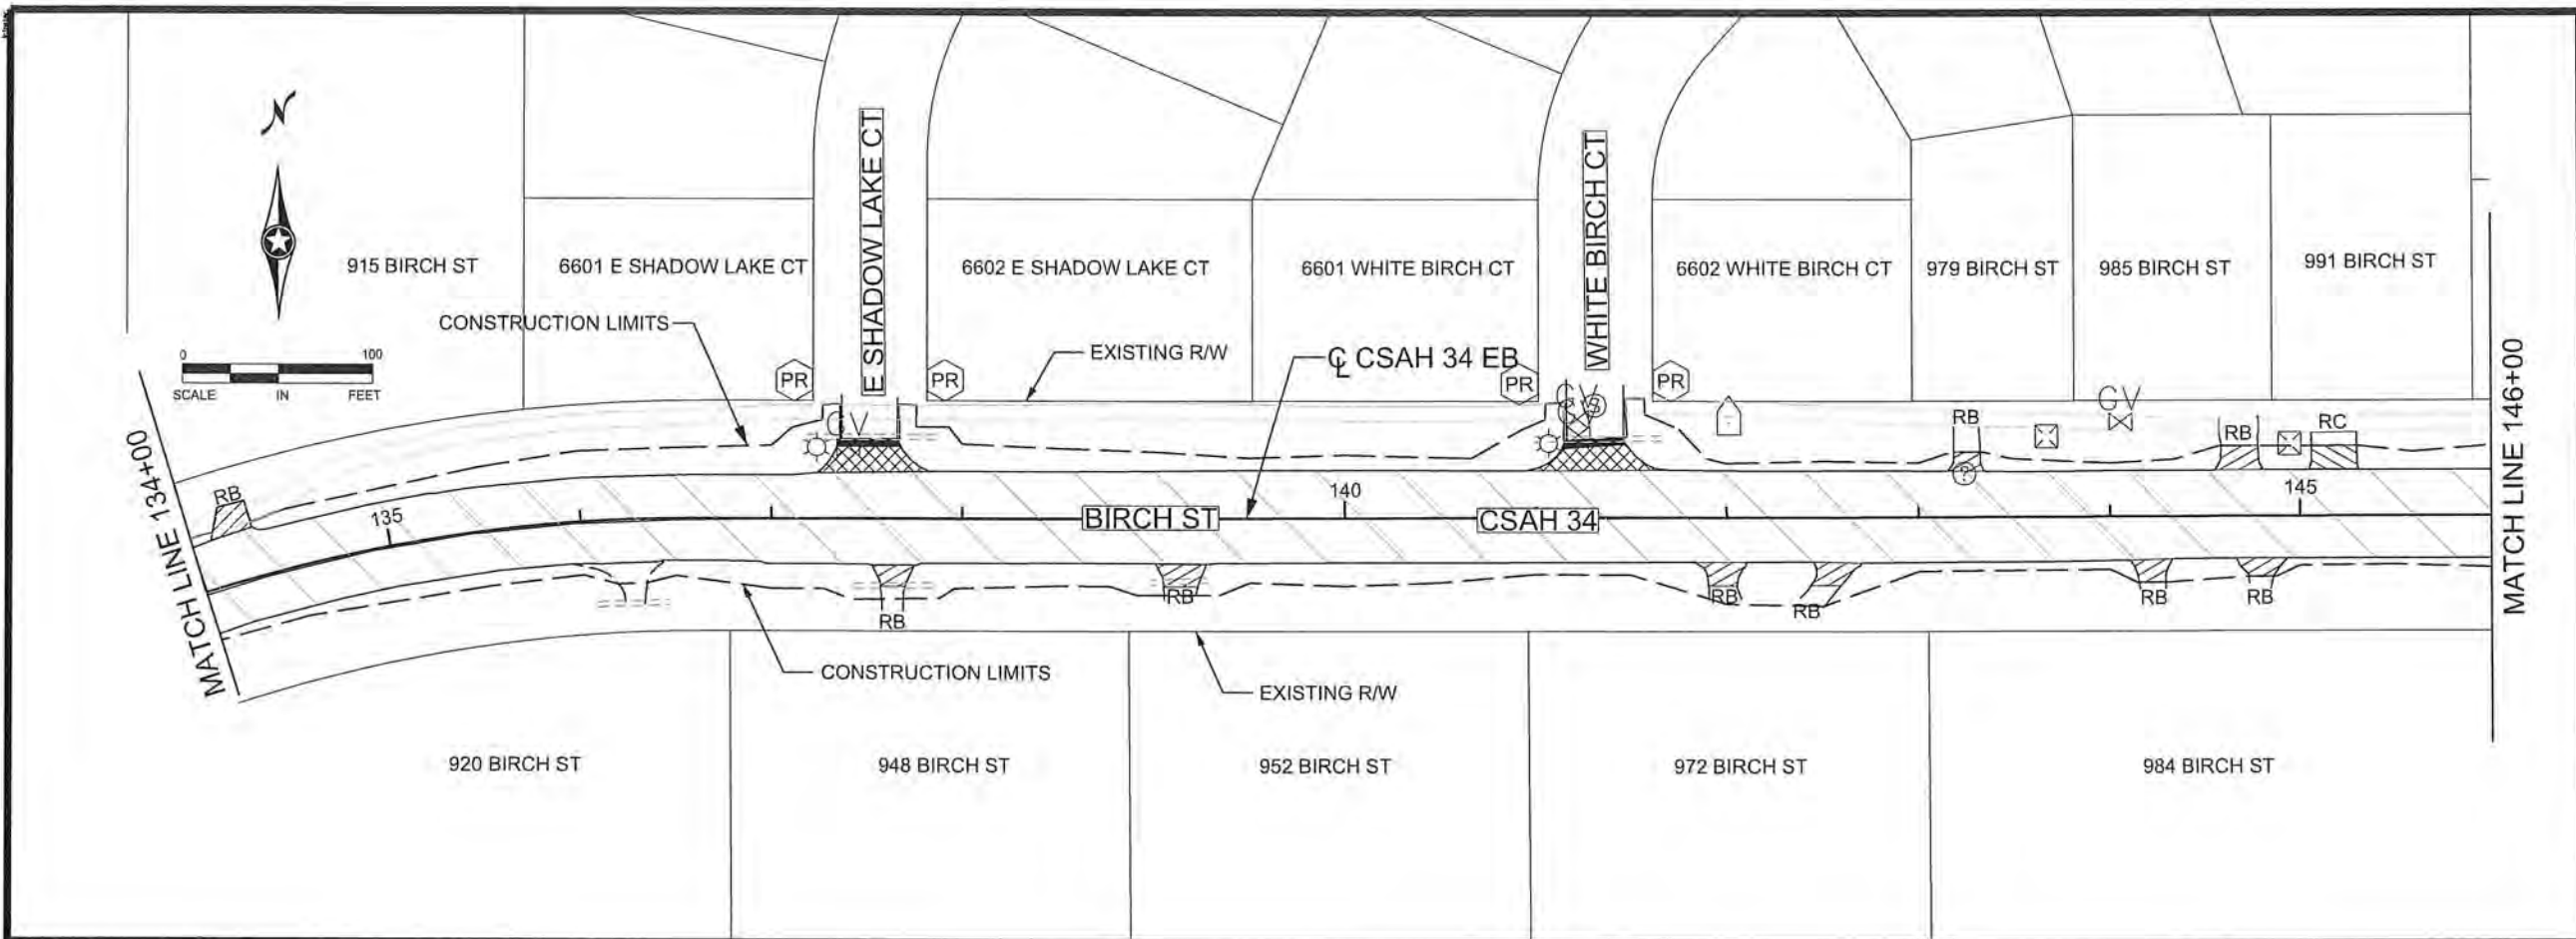 N
E SHADOW LAKE CT
WHITE BIRCH CT
915 BIRCH ST
6601 E SHADOW LAKE CT
6602 E SHADOW LAKE CT
6601 WHITE BIRCH CT
6602 WHITE BIRCH CT
979 BIRCH ST
985 BIRCH ST
991 BIRCH ST
CONSTRUCTION LIMITS
EXISTING R/W
℄ CSAH 34 EB
0 100
SCALE IN FEET
PR
PR
PR
PR
GV
GV
S
GV
RB
RB
RC
?
MATCH LINE 134+00
MATCH LINE 146+00
RB
135
140
145
BIRCH ST
CSAH 34
RB
RB
RB
RB
RB
RB
CONSTRUCTION LIMITS
EXISTING R/W
920 BIRCH ST
948 BIRCH ST
952 BIRCH ST
972 BIRCH ST
984 BIRCH ST